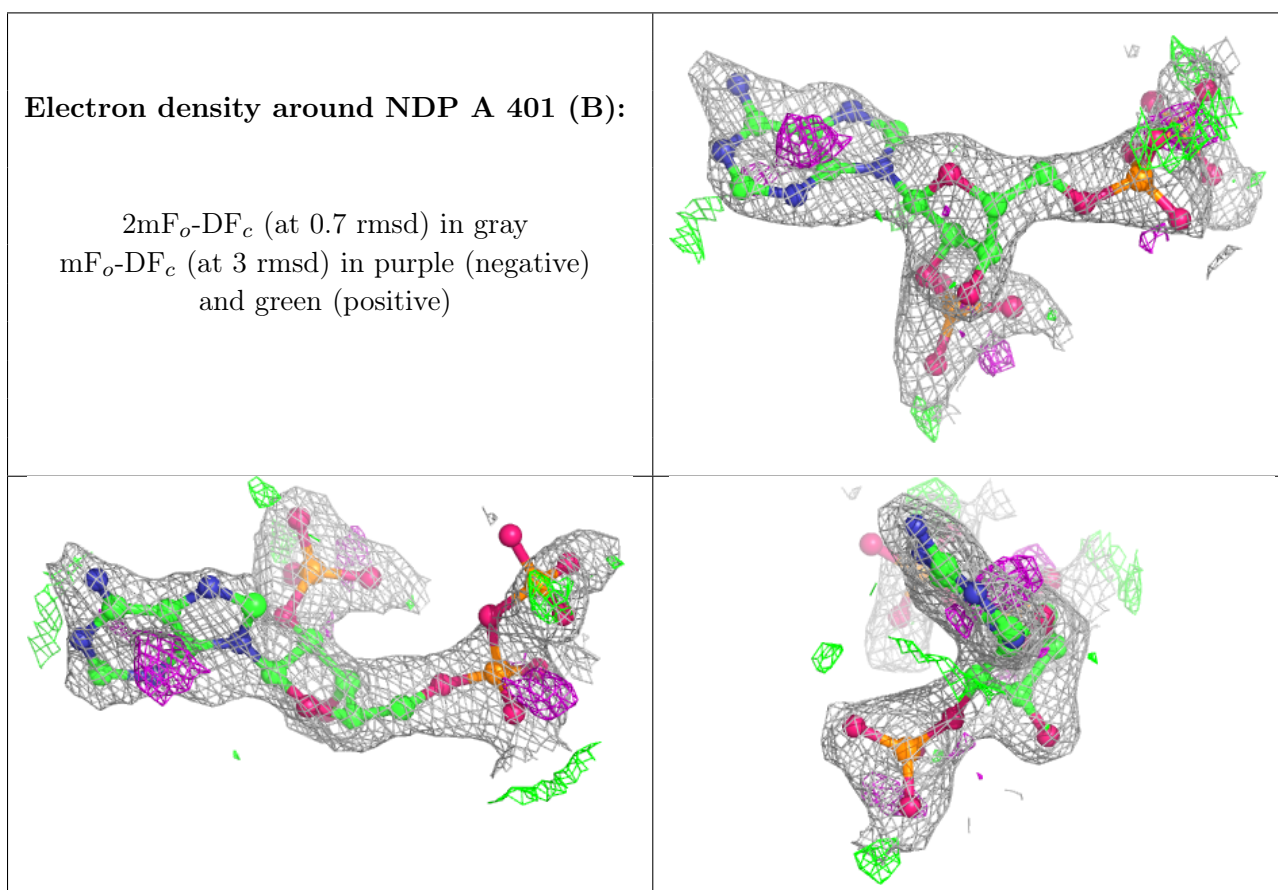 Electron density around NDP A 401 (B):
2mFo-DFc (at 0.7 rmsd) in gray
mFo-DFc (at 3 rmsd) in purple (negative)
and green (positive)